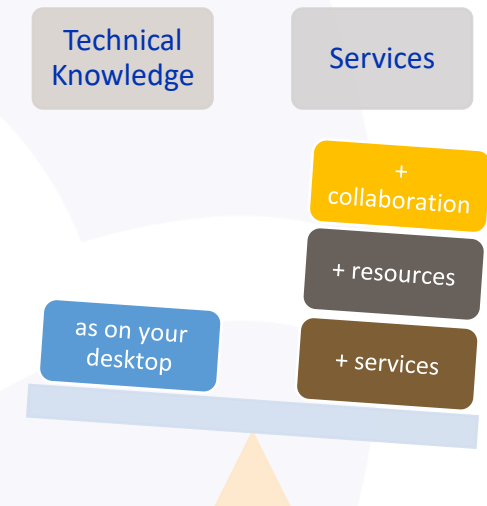 Technical
Knowledge
Services
+
collaboration
+ resources
as on your
desktop
+ services